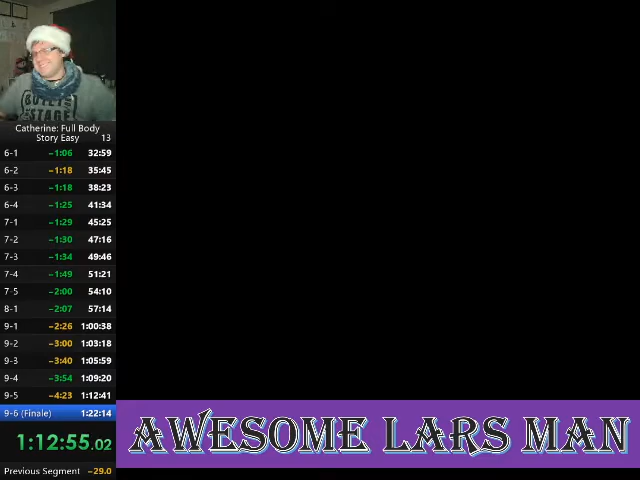 Catherine: Full Body
Story Easy 13
6-1 −1:06 32:59
6-2 −1:18 35:45
6-3 −1:18 38:23
6-4 −1:25 41:34
7-1 −1:29 45:25
7-2 −1:30 47:16
7-3 −1:34 49:46
7-4 −1:49 51:21
7-5 −2:00 54:10
8-1 −2:07 57:14
9-1 −2:26 1:00:38
9-2 −3:00 1:03:18
9-3 −3:40 1:05:59
9-4 −3:54 1:09:20
9-5 −4:23 1:12:41
9-6 (Finale) 1:22:14
1:12:55.02
Previous Segment −29.0
AWESOME LARS MAN